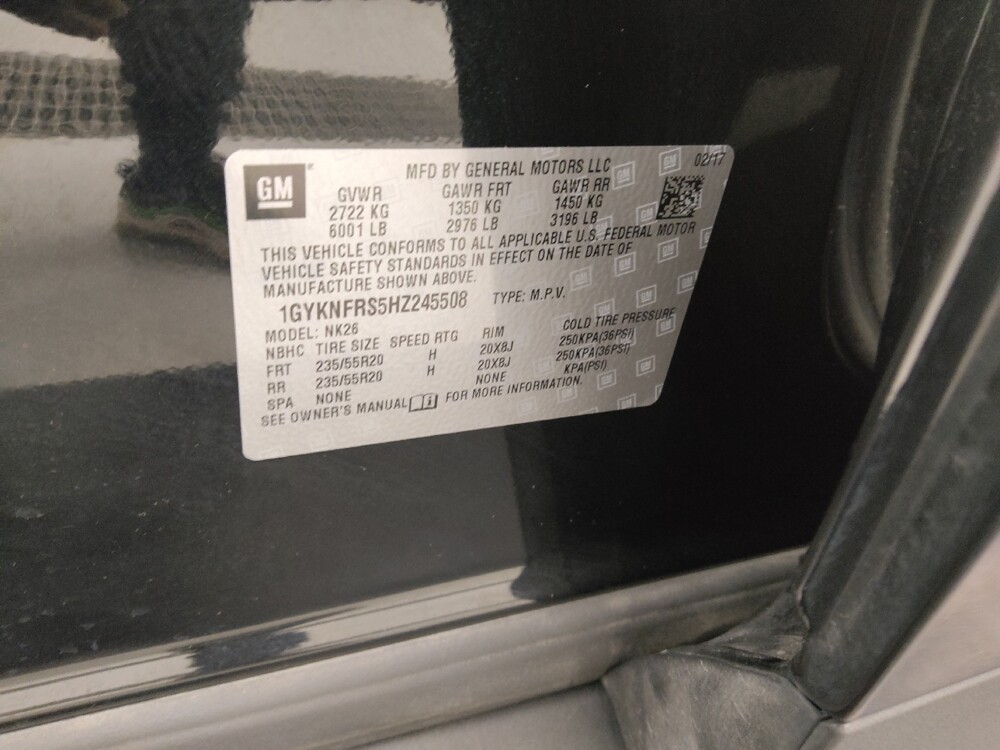 GM
MFD BY GENERAL MOTORS LLC 02/17
GVWR GAWR FRT GAWR RR
2722 KG 1350 KG 1450 KG
6001 LB 2976 LB 3196 LB
THIS VEHICLE CONFORMS TO ALL APPLICABLE U.S. FEDERAL MOTOR
VEHICLE SAFETY STANDARDS IN EFFECT ON THE DATE OF
MANUFACTURE SHOWN ABOVE.
1GYKNFRS5HZ245508 TYPE: M.P.V.
MODEL: NK26
NBHC TIRE SIZE SPEED RTG RIM COLD TIRE PRESSURE
FRT 235/55R20 H 20X8J 250KPA(36PSI)
RR 235/55R20 H 20X8J 250KPA(36PSI)
SPA NONE NONE KPA(PSI)
SEE OWNER'S MANUAL FOR MORE INFORMATION.